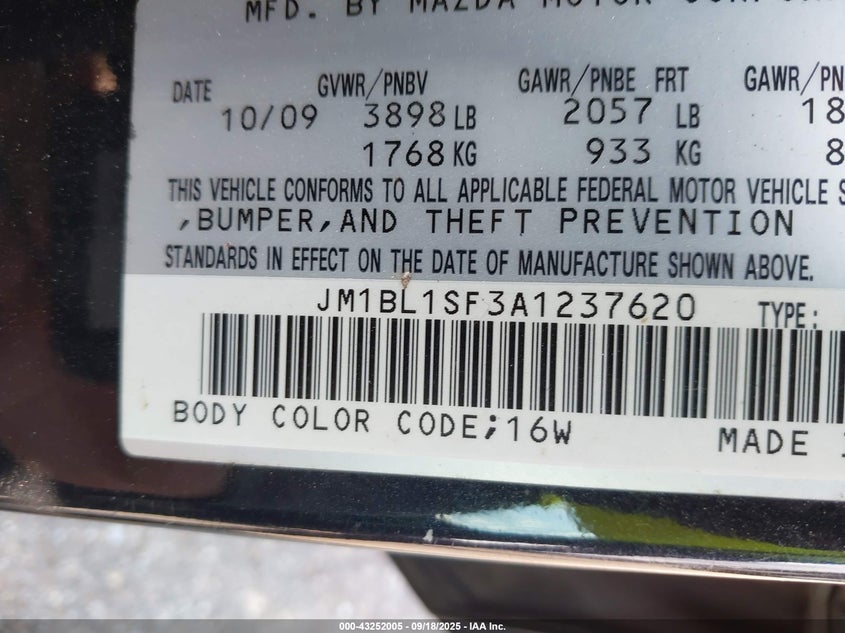 MFD. BY MAZDA MOTOR
DATE GVWR/PNBV GAWR/PNBE FRT GAWR/PN
10/09 3898 LB 2057 LB 18
1768 KG 933 KG 8
THIS VEHICLE CONFORMS TO ALL APPLICABLE FEDERAL MOTOR VEHICLE S
,BUMPER,AND THEFT PREVENTION
STANDARDS IN EFFECT ON THE DATE OF MANUFACTURE SHOWN ABOVE.
JM1BL1SF3A1237620 TYPE:
BODY COLOR CODE;16W
MADE
000-43252005 - 09/18/2025 - IAA Inc.